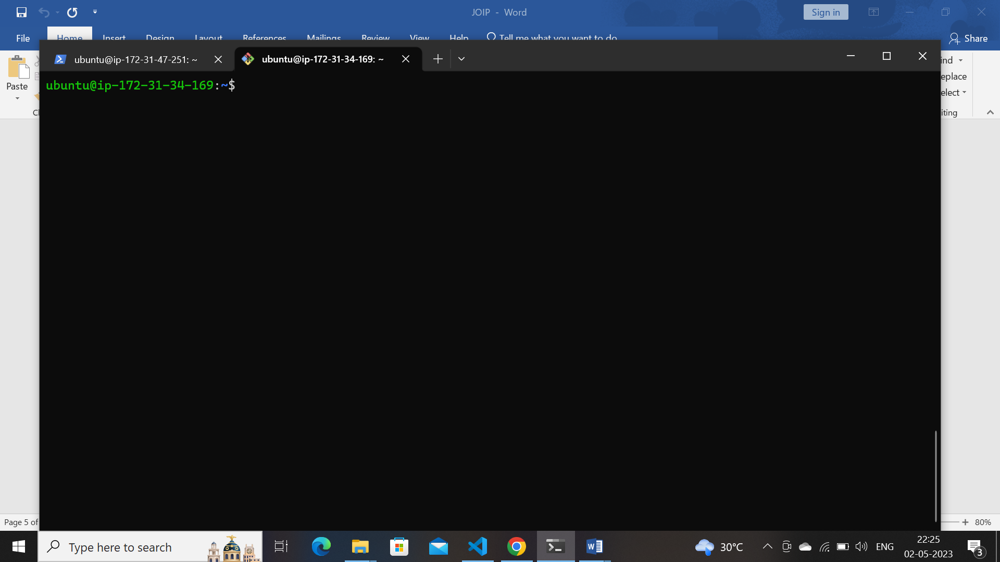 JOIP - Word
Sign in
File
Home
Insert
Design
Layout
References
Mailings
Review
View
Help
Tell me what you want to do
Share
ubuntu@ip-172-31-47-251: ~
ubuntu@ip-172-31-34-169: ~
ubuntu@ip-172-31-34-169:~$
Paste
Cl
ind
eplace
elect
iting
Page 5 of
80%
Type here to search
30°C
ENG
22:25
02-05-2023
3